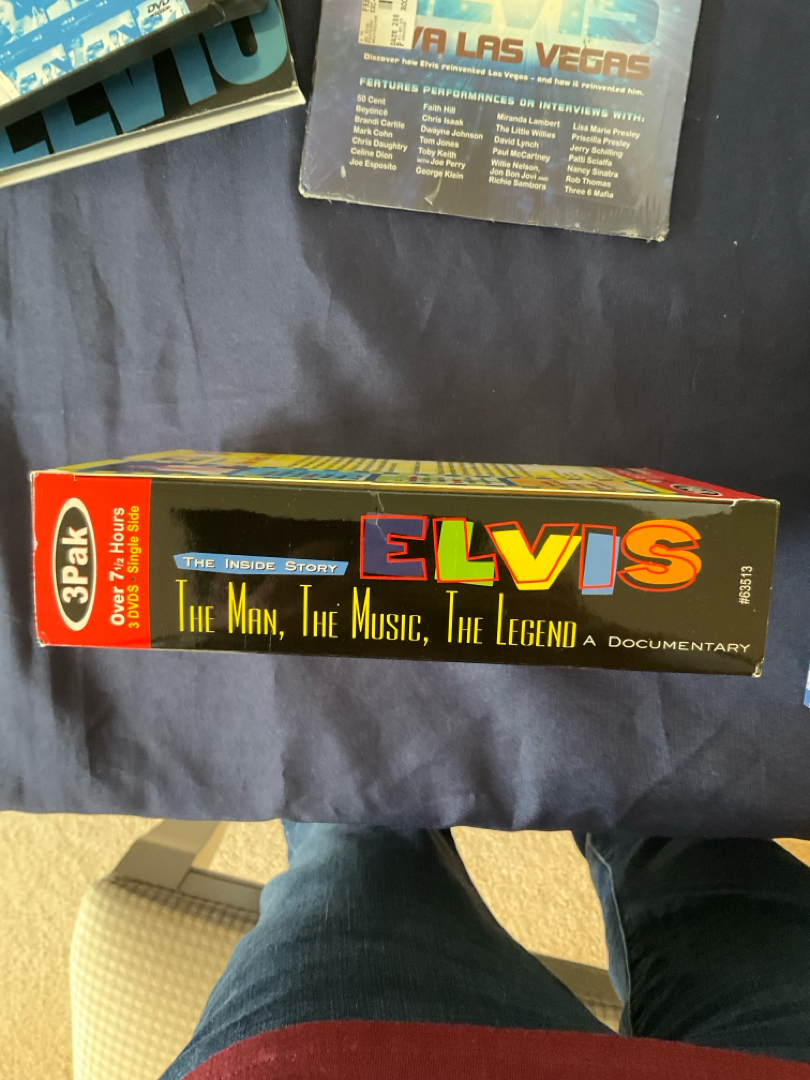 DVD
ELVIS
VIVA LAS VEGAS
Discover how Elvis reinvented Las Vegas - and how it reinvented him.
FEATURES PERFORMANCES OR INTERVIEWS WITH:
50 Cent
Beyoncé
Brandi Carlile
Mark Cohn
Chris Daughtry
Celine Dion
Joe Esposito
Faith Hill
Chris Isaak
Dwayne Johnson
Tom Jones
Toby Keith
WITH Joe Perry
George Klein
Miranda Lambert
The Little Willies
David Lynch
Paul McCartney
Willie Nelson,
Jon Bon Jovi AND
Richie Sambora
Lisa Marie Presley
Priscilla Presley
Jerry Schilling
Patti Scialfa
Nancy Sinatra
Rob Thomas
Three 6 Mafia
3Pak
Over 7 1/2 Hours
3 DVDS • Single Side
THE INSIDE STORY
ELVIS
THE MAN, THE MUSIC, THE LEGEND A DOCUMENTARY
#63513